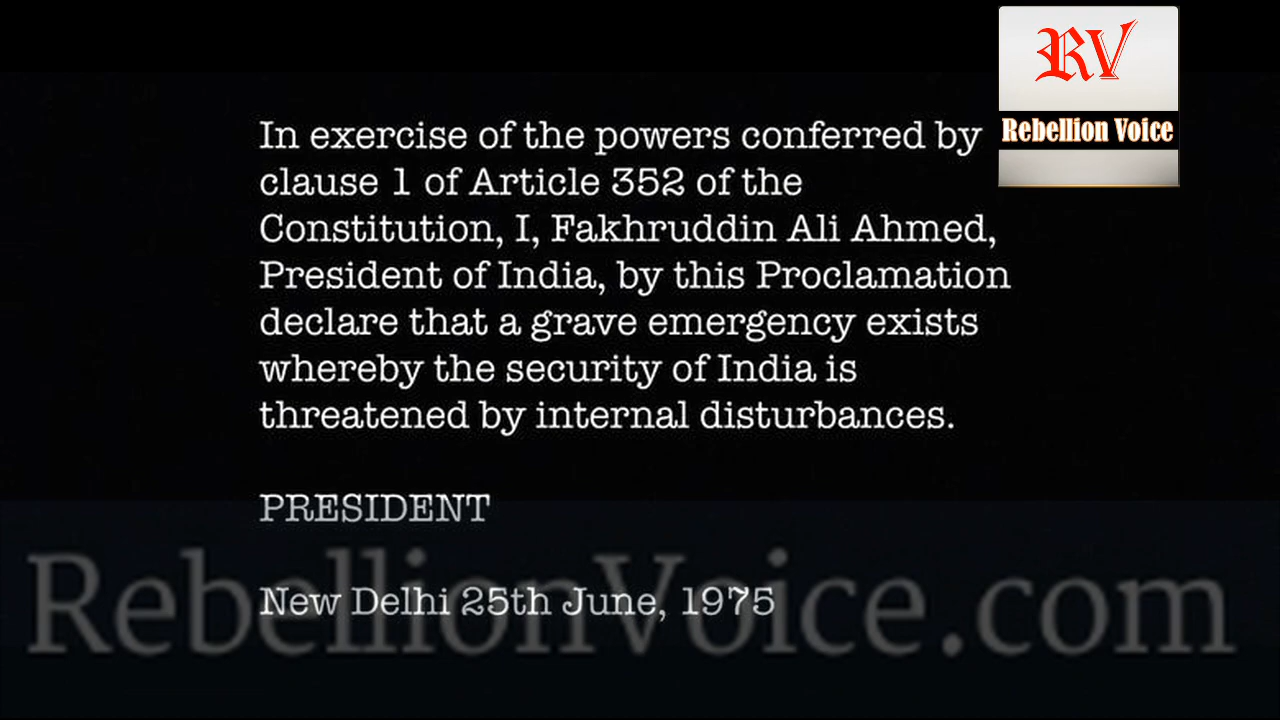 RV
Rebellion Voice
In exercise of the powers conferred by
clause 1 of Article 352 of the
Constitution, I, Fakhruddin Ali Ahmed,
President of India, by this Proclamation
declare that a grave emergency exists
whereby the security of India is
threatened by internal disturbances.
PRESIDENT
New Delhi 25th June, 1975
RebellionVoice.com